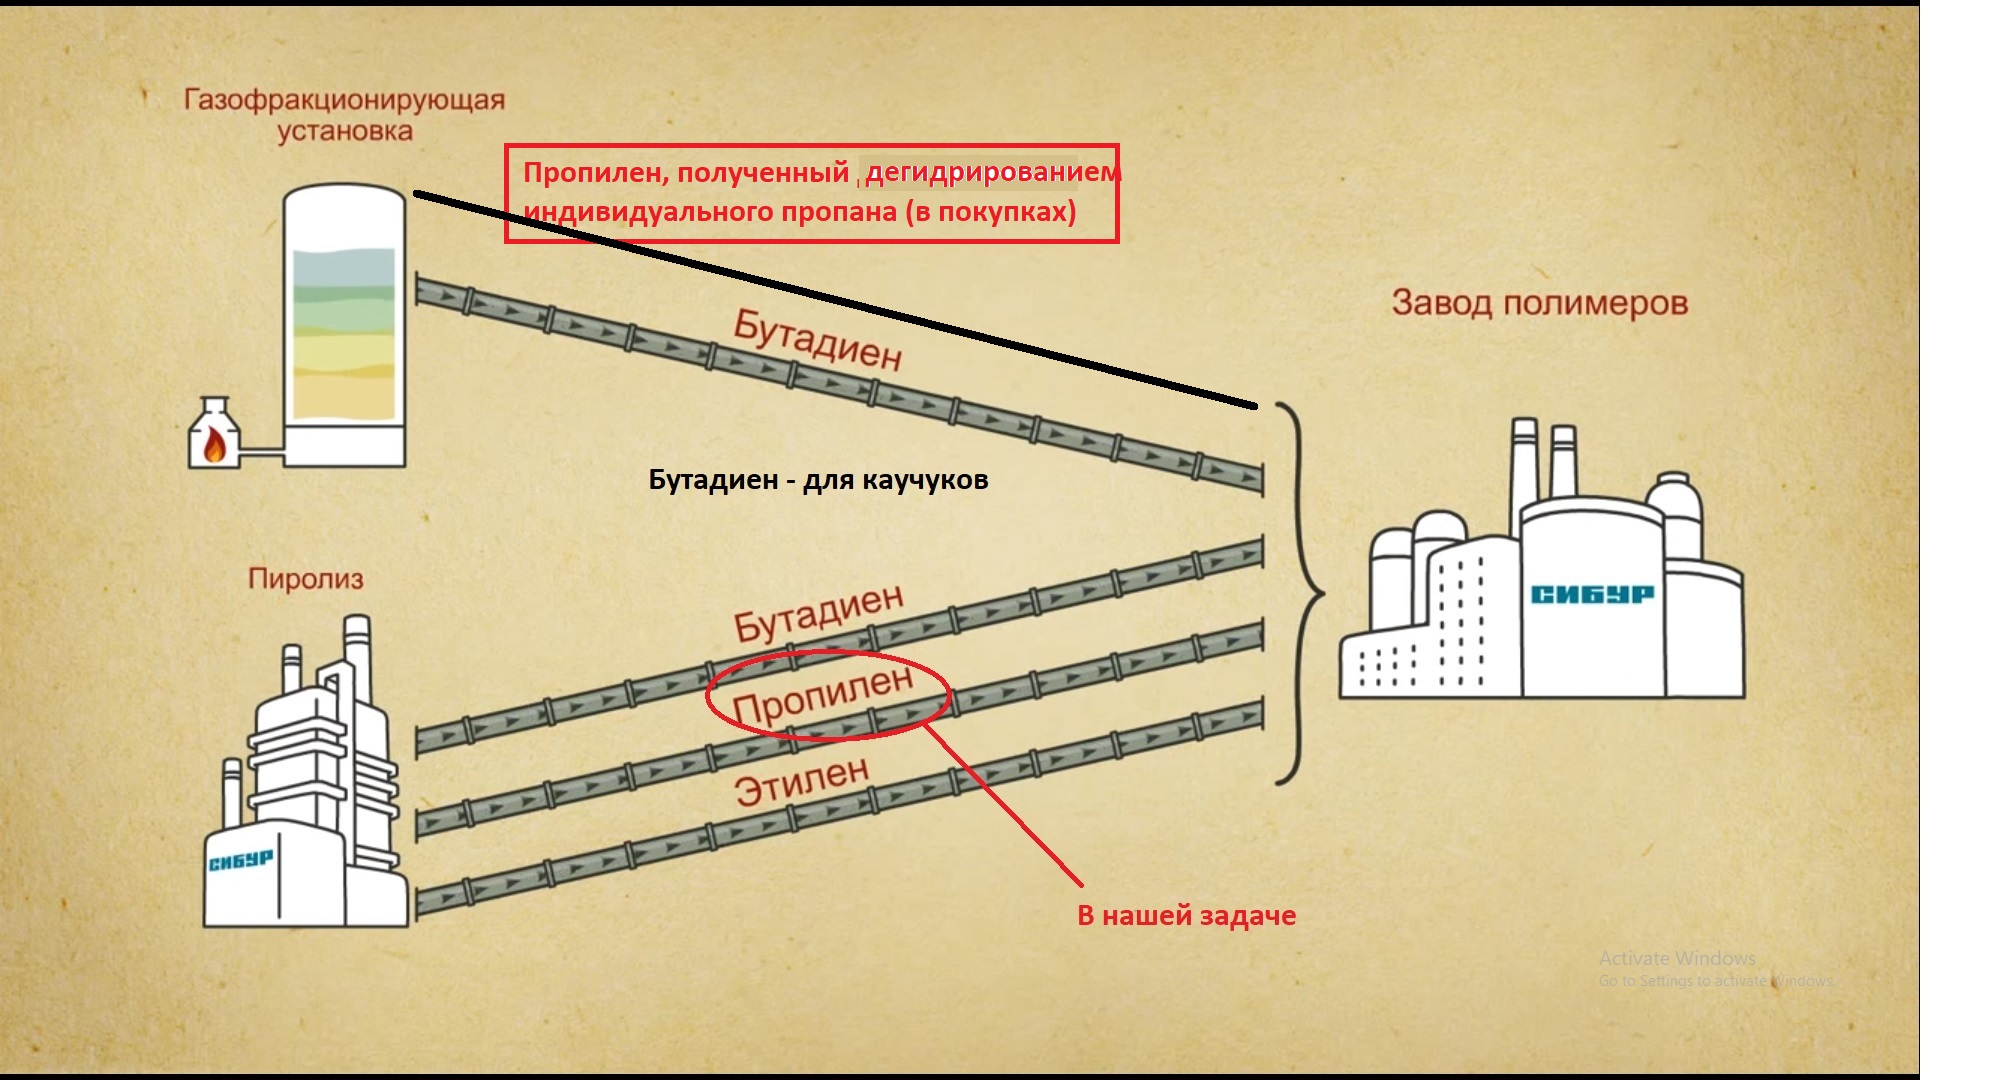 Газофракционирующая
установка
Пропилен, полученный дегидрированием
индивидуального пропана (в покупках)
Бутадиен
Завод полимеров
Бутадиен - для каучуков
Пиролиз
Бутадиен
СИБУР
Пропилен
Этилен
СИБУР
В нашей задаче
Activate Windows
Go to Settings to activate Windows.